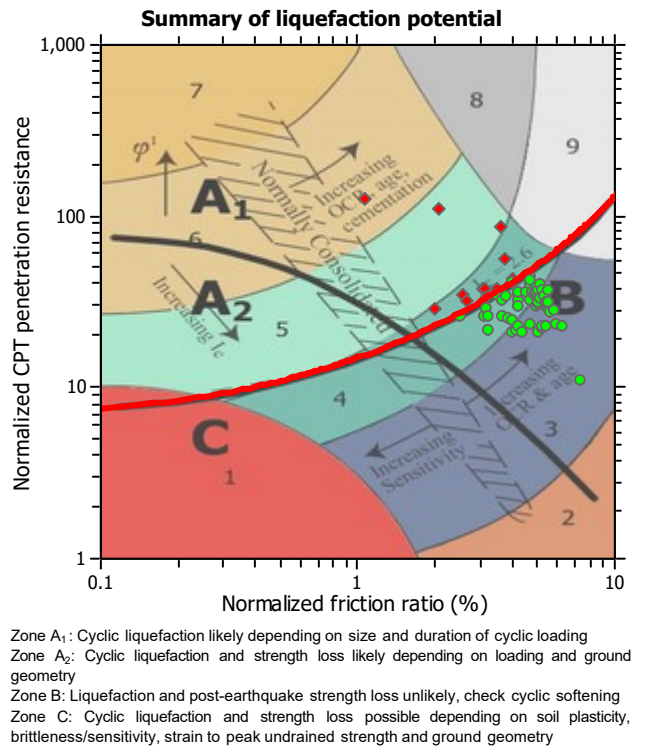 Summary of liquefaction potential
Normalized CPT penetration resistance
1,000
100
10
1
7
8
9
φ'
A1
Increasing
OCR, age,
cementation
Normally Consolidated
6
A2
Increasing Ic
5
B
4
Increasing
OCR & age
C
1
Increasing
Sensitivity
3
2
0.1
1
10
Normalized friction ratio (%)
Zone A1: Cyclic liquefaction likely depending on size and duration of cyclic loading
Zone A2: Cyclic liquefaction and strength loss likely depending on loading and ground
geometry
Zone B: Liquefaction and post-earthquake strength loss unlikely, check cyclic softening
Zone C: Cyclic liquefaction and strength loss possible depending on soil plasticity,
brittleness/sensitivity, strain to peak undrained strength and ground geometry